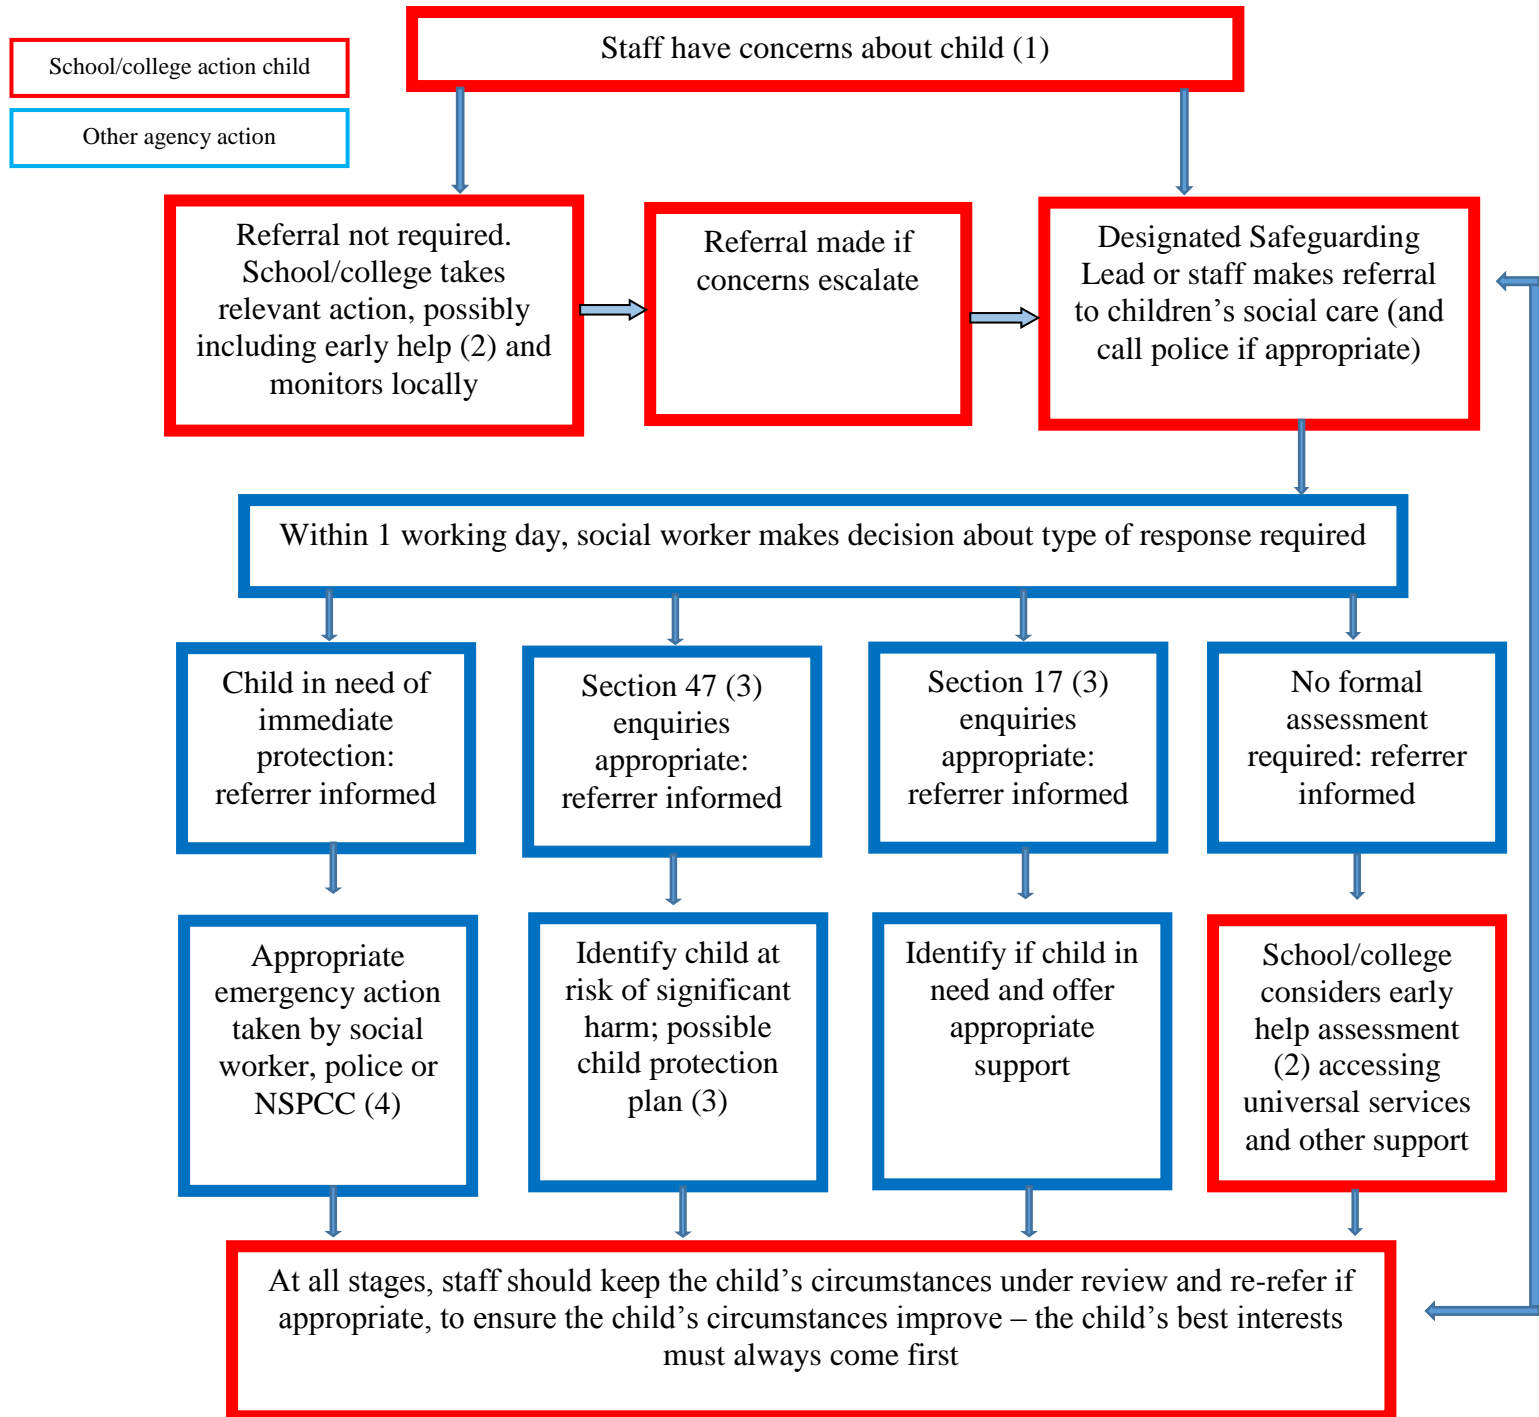 Staff have concerns about child (1)
School/college action child
Other agency action
Referral not required.
School/college takes
relevant action, possibly
including early help (2) and
monitors locally
Referral made if
concerns escalate
Designated Safeguarding
Lead or staff makes referral
to children’s social care (and
call police if appropriate)
Within 1 working day, social worker makes decision about type of response required
Child in need of
immediate
protection:
referrer informed
Section 47 (3)
enquiries
appropriate:
referrer informed
Section 17 (3)
enquiries
appropriate:
referrer informed
No formal
assessment
required: referrer
informed
Appropriate
emergency action
taken by social
worker, police or
NSPCC (4)
Identify child at
risk of significant
harm; possible
child protection
plan (3)
Identify if child in
need and offer
appropriate
support
School/college
considers early
help assessment
(2) accessing
universal services
and other support
At all stages, staff should keep the child’s circumstances under review and re-refer if
appropriate, to ensure the child’s circumstances improve – the child’s best interests
must always come first